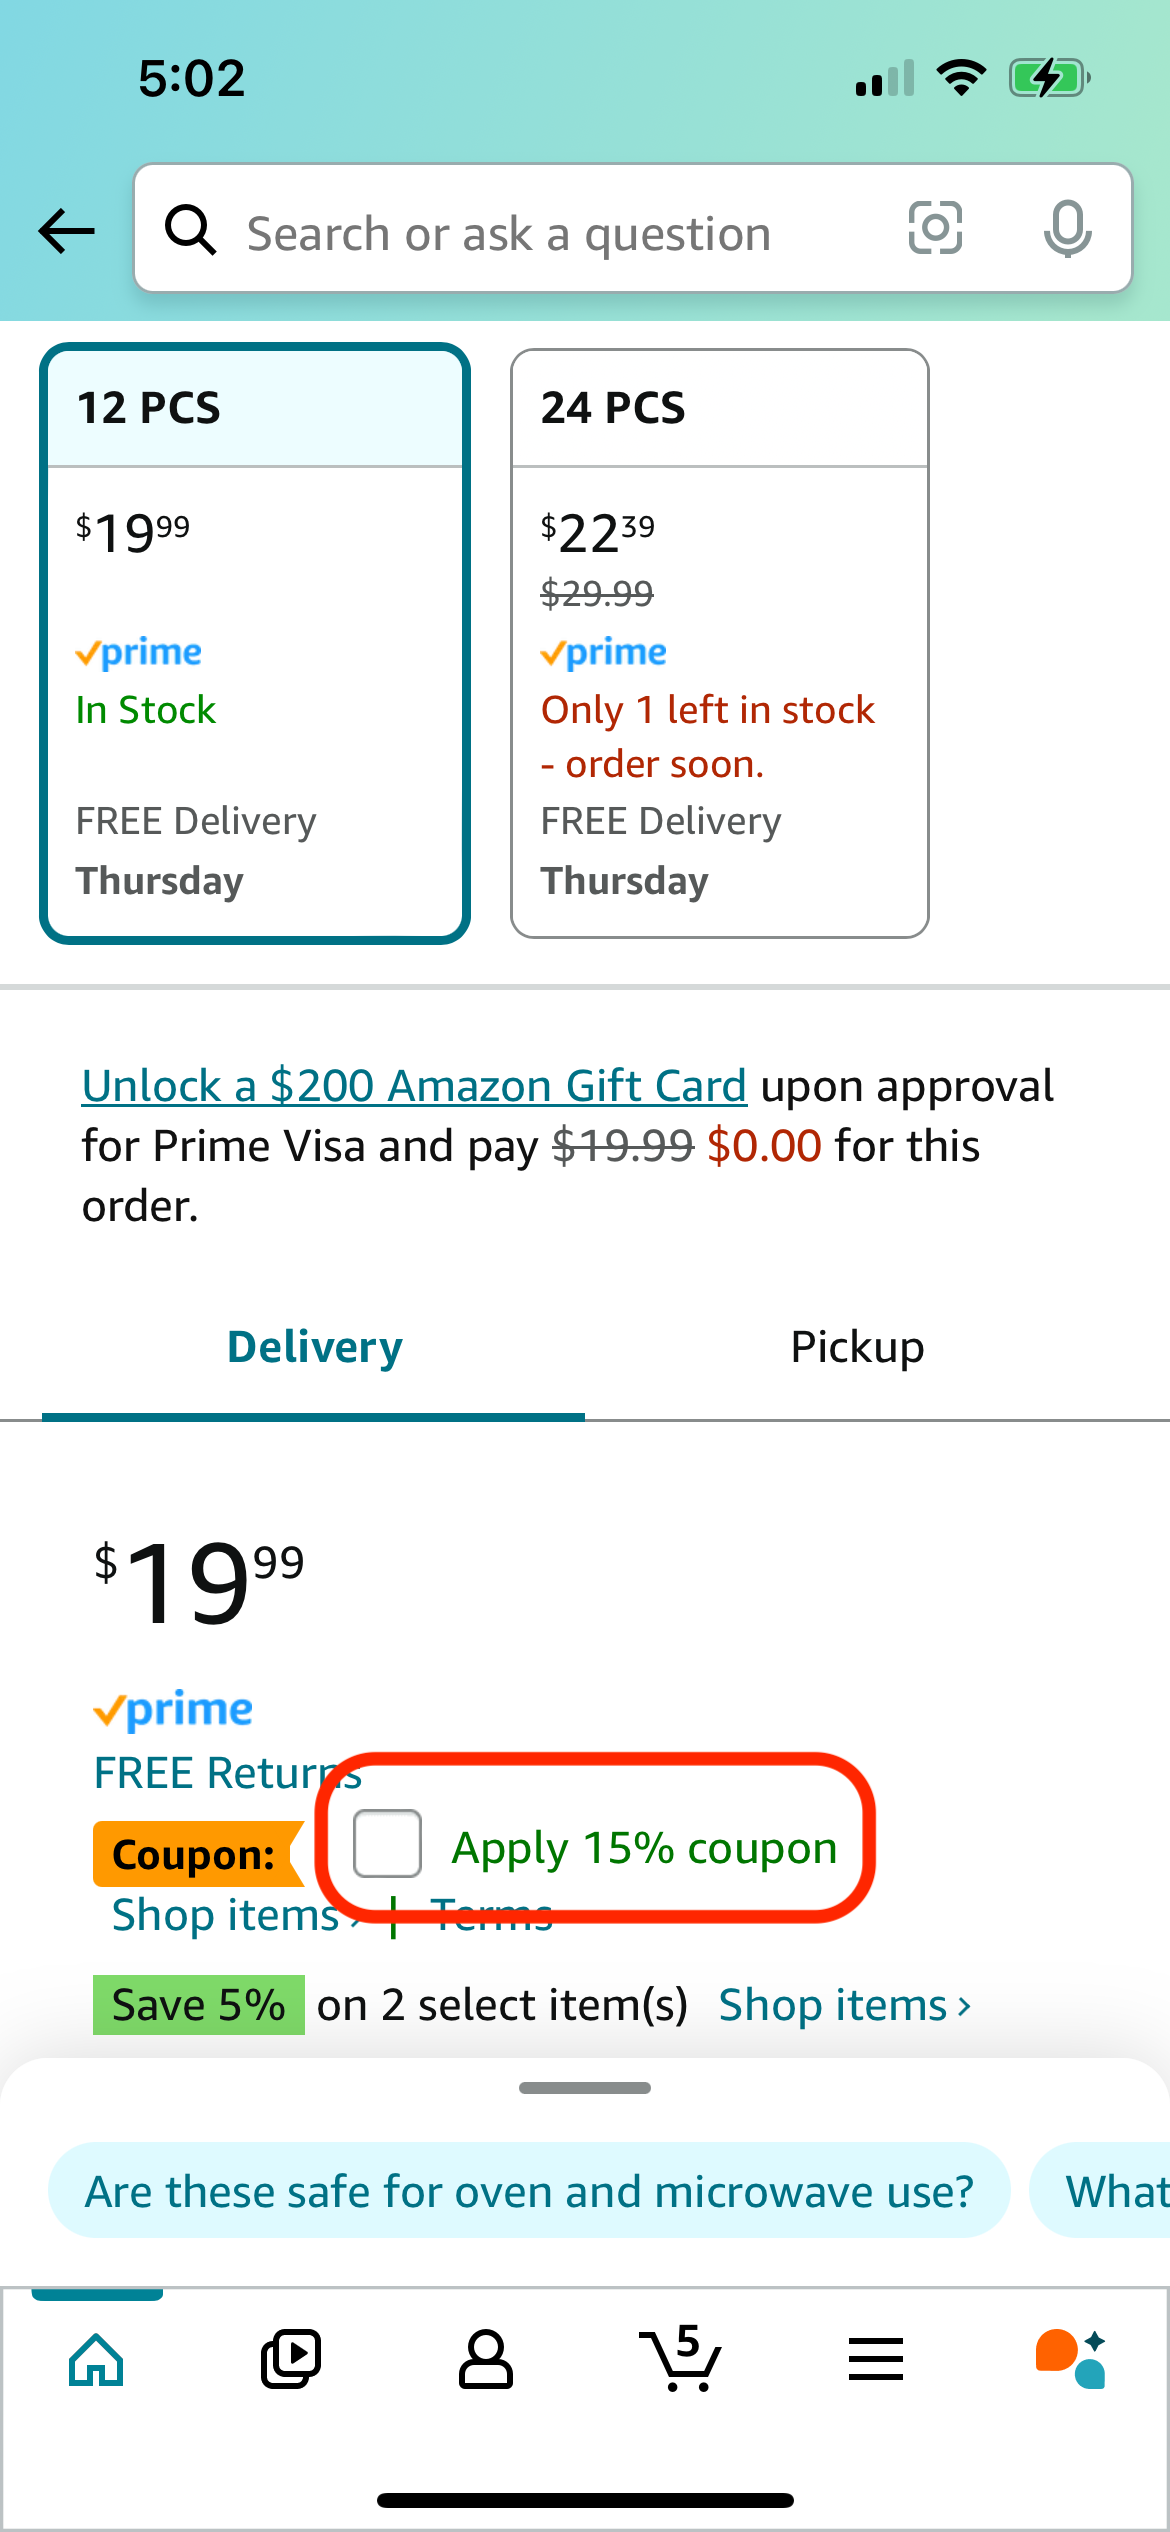 5:02
Search or ask a question
12 PCS
24 PCS
$19.99
$22.39
$29.99
prime
prime
In Stock
Only 1 left in stock
- order soon.
FREE Delivery
FREE Delivery
Thursday
Thursday
Unlock a $200 Amazon Gift Card upon approval
for Prime Visa and pay $19.99 $0.00 for this
order.
Delivery
Pickup
$19.99
prime
FREE Returns
Coupon: Apply 15% coupon
Shop items › | Terms
Save 5% on 2 select item(s) Shop items ›
Are these safe for oven and microwave use?
What
5